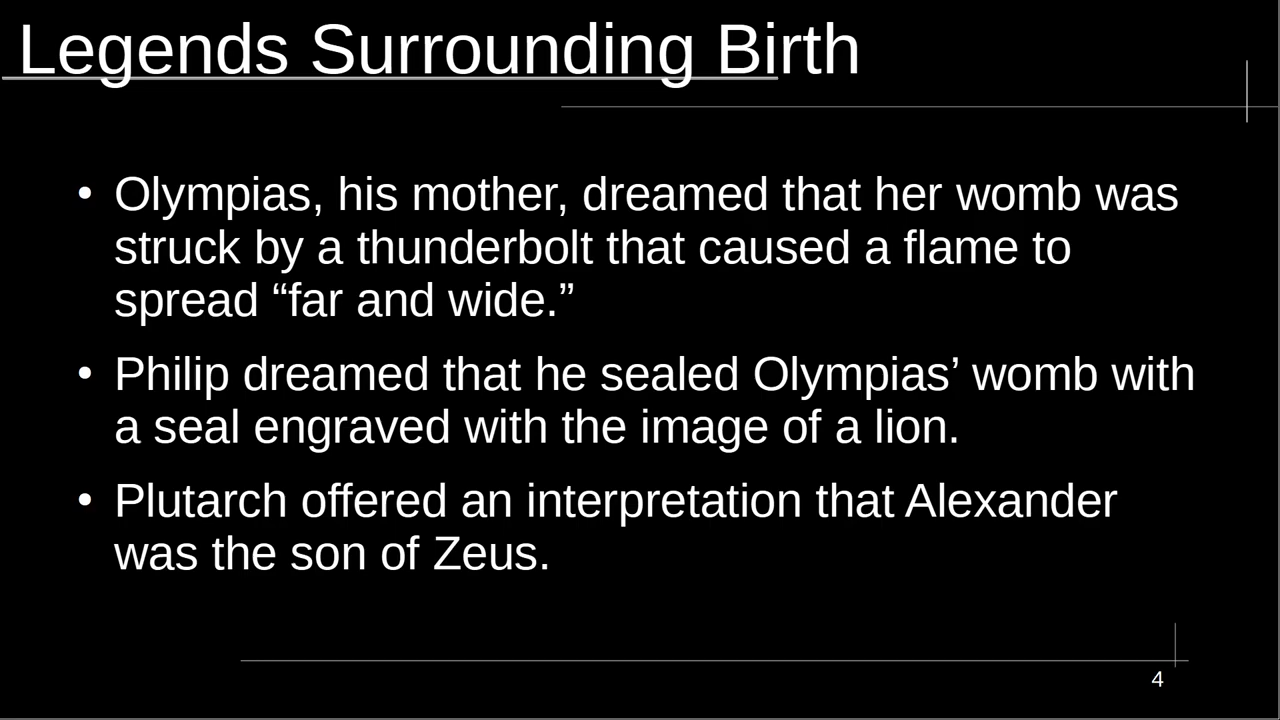 Legends Surrounding Birth
• Olympias, his mother, dreamed that her womb was
struck by a thunderbolt that caused a flame to
spread “far and wide.”
• Philip dreamed that he sealed Olympias’ womb with
a seal engraved with the image of a lion.
• Plutarch offered an interpretation that Alexander
was the son of Zeus.
4